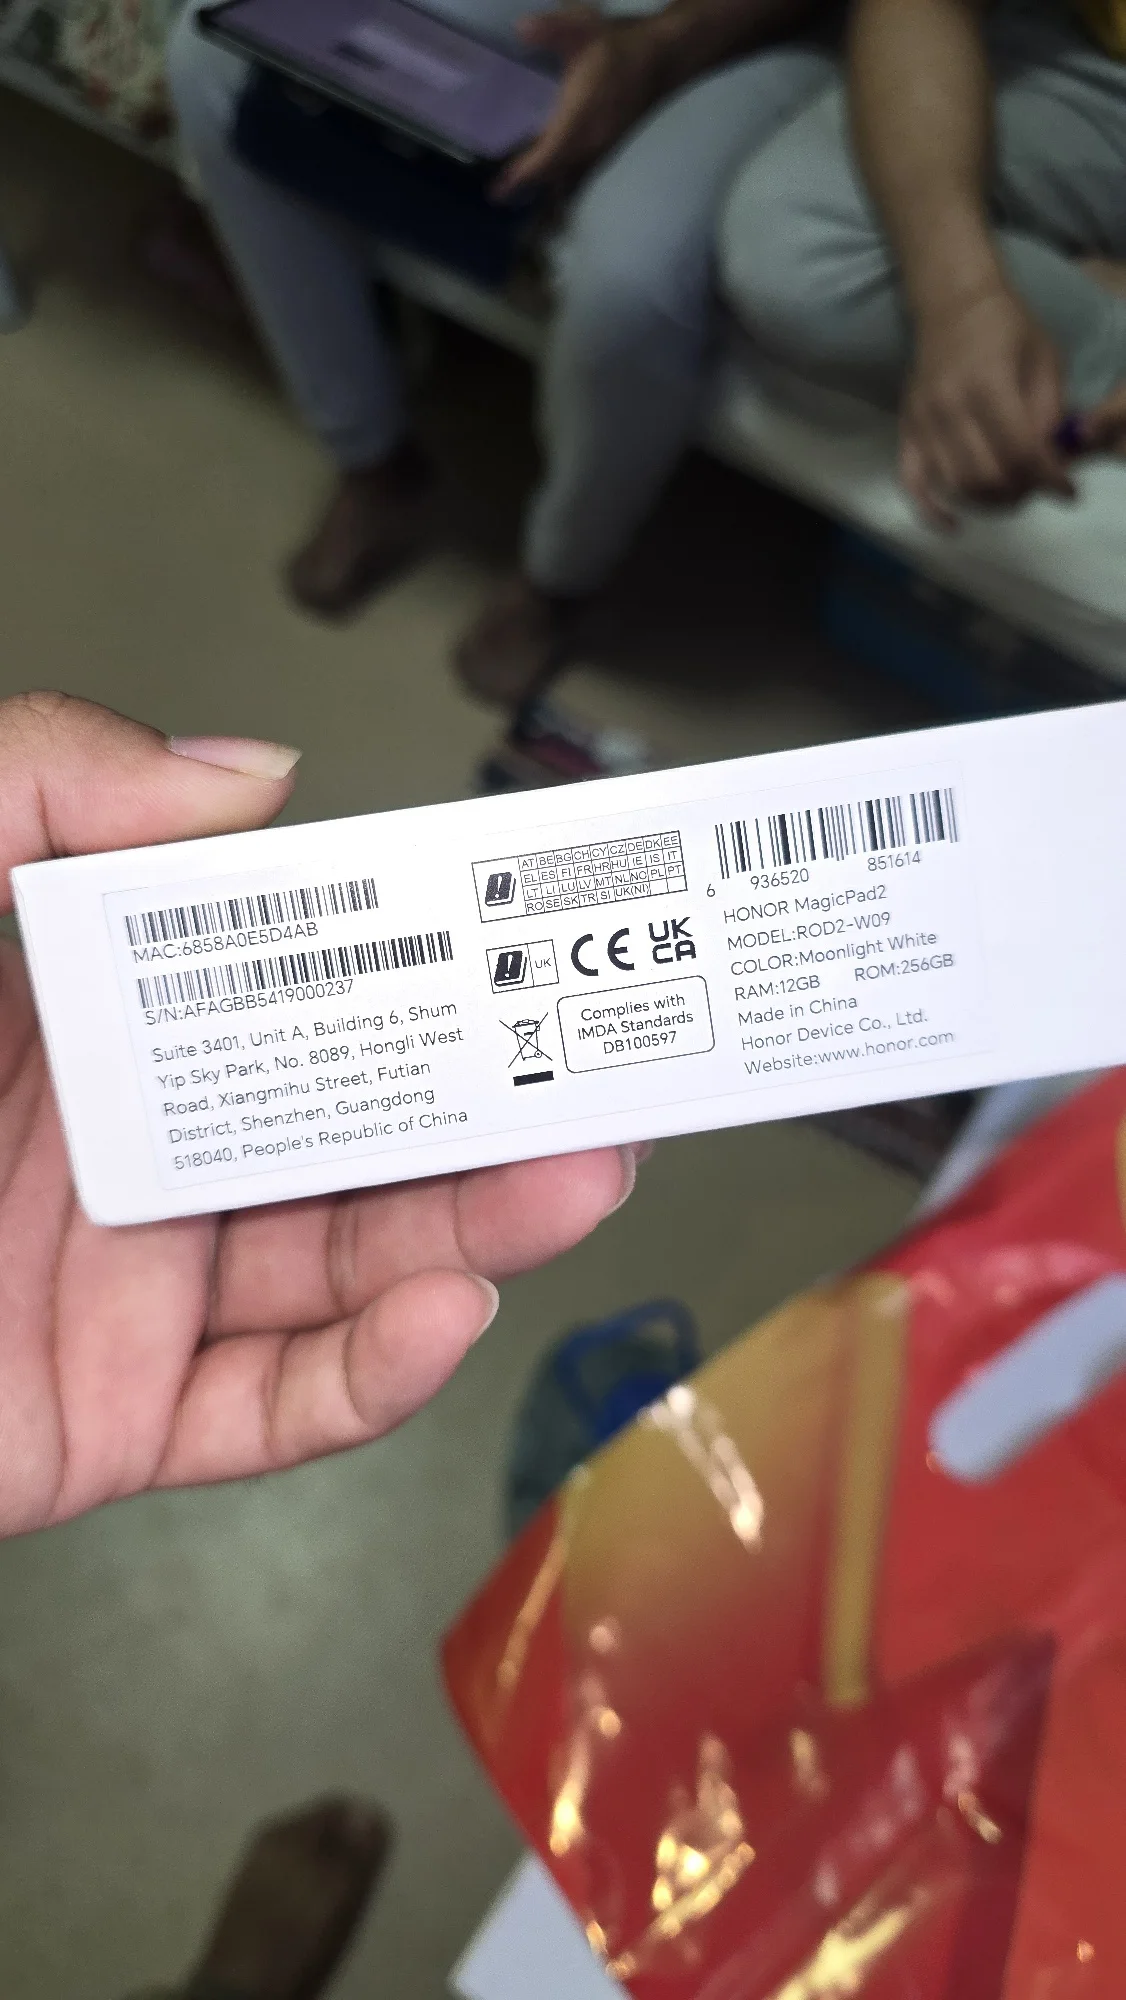 MAC:6858A0E5D4AB
S/N:AFAGBB5419000237
Suite 3401, Unit A, Building 6, Shum
Yip Sky Park, No. 8089, Hongli West
Road, Xiangmihu Street, Futian
District, Shenzhen, Guangdong
518040, People's Republic of China
AT BE BG CH CY CZ DE DK EE
EL ES FI FR HR HU IE IS IT
LT LI LU LV MT NL NO PL PT
RO SE SK TR SI UK(NI)
UK
CE UK CA
Complies with
IMDA Standards
DB100597
6 936520 851614
HONOR MagicPad2
MODEL:ROD2-W09
COLOR:Moonlight White
RAM:12GB ROM:256GB
Made in China
Honor Device Co., Ltd.
Website:www.honor.com